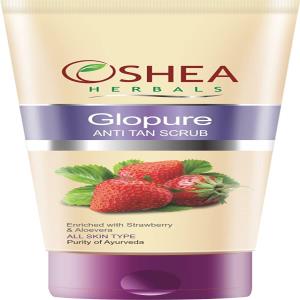 OSHEA
HERBALS
Glopure
ANTI TAN SCRUB
Enriched with Strawberry
& Aloevera
ALL SKIN TYPE
Purity of Ayurveda